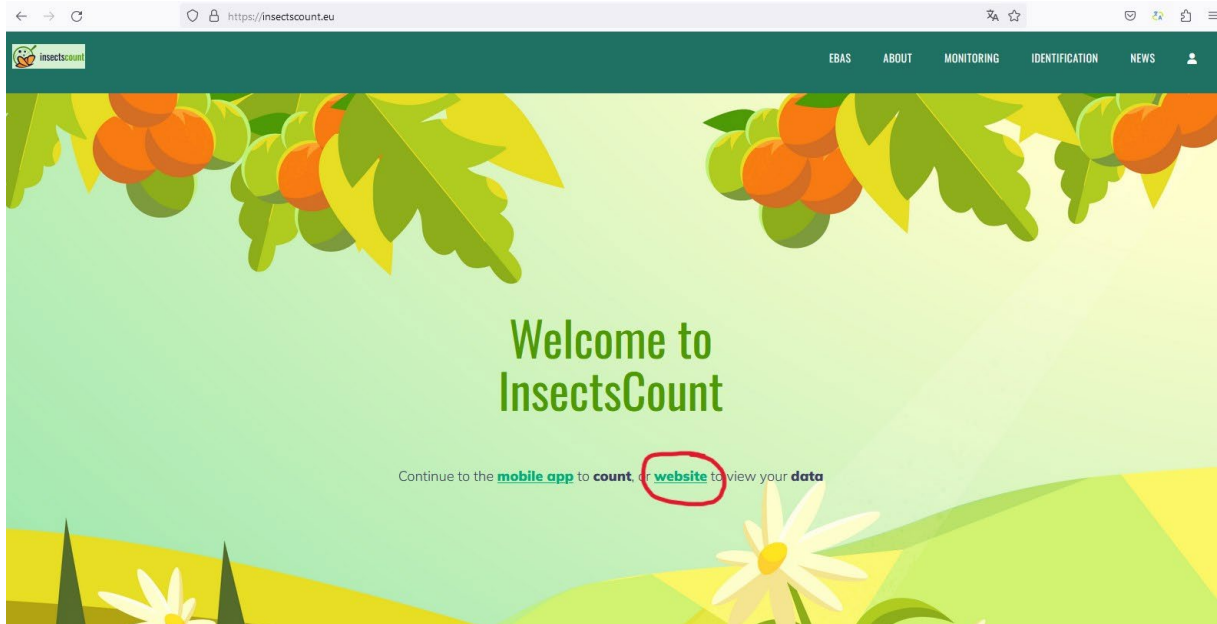 https://insectscount.eu
insectscount
EBAS ABOUT MONITORING IDENTIFICATION NEWS
Welcome to
InsectsCount
Continue to the mobile app to count, or website to view your data